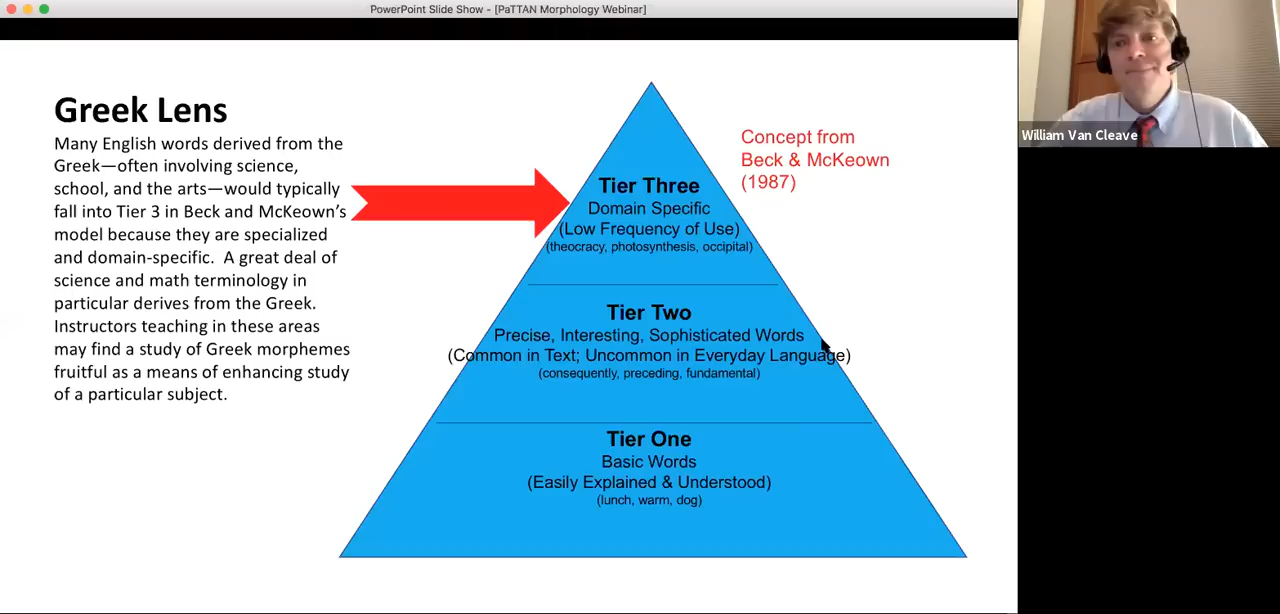 PowerPoint Slide Show - [PaTTAN Morphology Webinar]
Greek Lens
Many English words derived from the
Greek—often involving science,
school, and the arts—would typically
fall into Tier 3 in Beck and McKeown’s
model because they are specialized
and domain-specific.  A great deal of
science and math terminology in
particular derives from the Greek.
Instructors teaching in these areas
may find a study of Greek morphemes
fruitful as a means of enhancing study
of a particular subject.
Concept from
Beck & McKeown
(1987)
Tier Three
Domain Specific
(Low Frequency of Use)
(theocracy, photosynthesis, occipital)
Tier Two
Precise, Interesting, Sophisticated Words
(Common in Text; Uncommon in Everyday Language)
(consequently, preceding, fundamental)
Tier One
Basic Words
(Easily Explained & Understood)
(lunch, warm, dog)
William Van Cleave